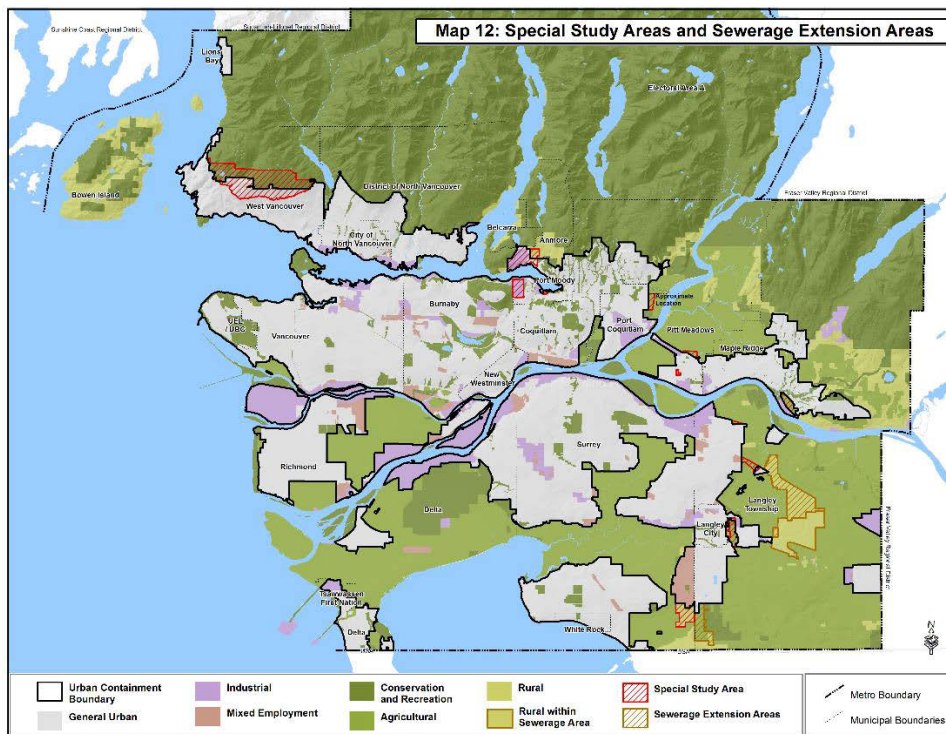 Map 12: Special Study Areas and Sewerage Extension Areas
Sunshine Coast Regional District
Lions
Bay
Electoral Area A
Bowen Island
District of North Vancouver
Fraser Valley Regional District
West Vancouver
City of
North Vancouver
Belcarra
Anmore
Port Moody
Approximate
Location
Burnaby
Coquitlam
Port
Coquitlam
Pitt Meadows
UEL
/ UBC
Vancouver
Maple Ridge
New
Westminster
Richmond
Surrey
Delta
Langley
Township
Langley
City
Fraser Valley Regional District
Tsawwassen
First Nation
Delta
White Rock
USA
USA
N
Urban Containment
Boundary
General Urban
Industrial
Mixed Employment
Conservation
and Recreation
Agricultural
Rural
Rural within
Sewerage Area
Special Study Area
Sewerage Extension Areas
Metro Boundary
Municipal Boundaries